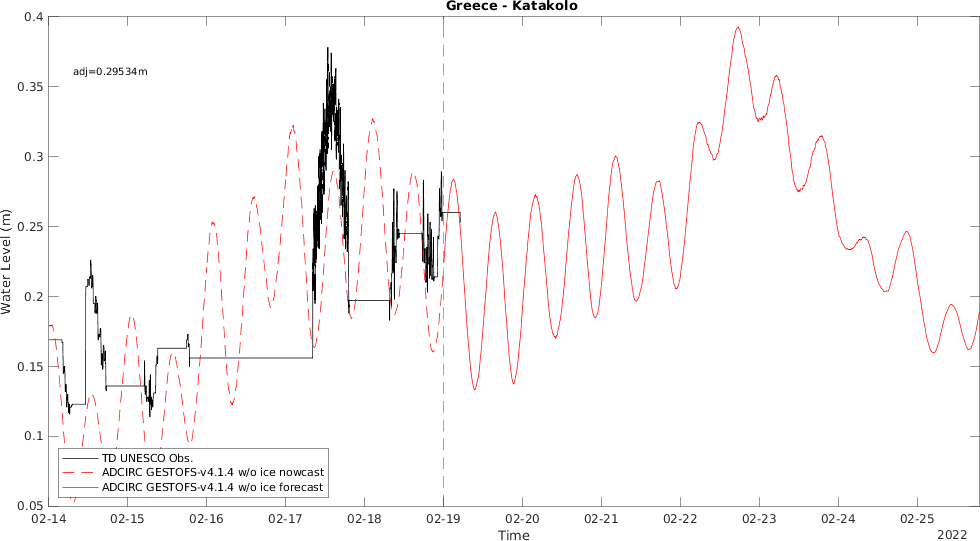 Greece - Katakolo
adj=0.29534m
Water Level (m)
0.4
0.35
0.3
0.25
0.2
0.15
0.1
0.05
TD UNESCO Obs.
ADCIRC GESTOFS-v4.1.4 w/o ice nowcast
ADCIRC GESTOFS-v4.1.4 w/o ice forecast
02-14 02-15 02-16 02-17 02-18 02-19 02-20 02-21 02-22 02-23 02-24 02-25
Time
2022